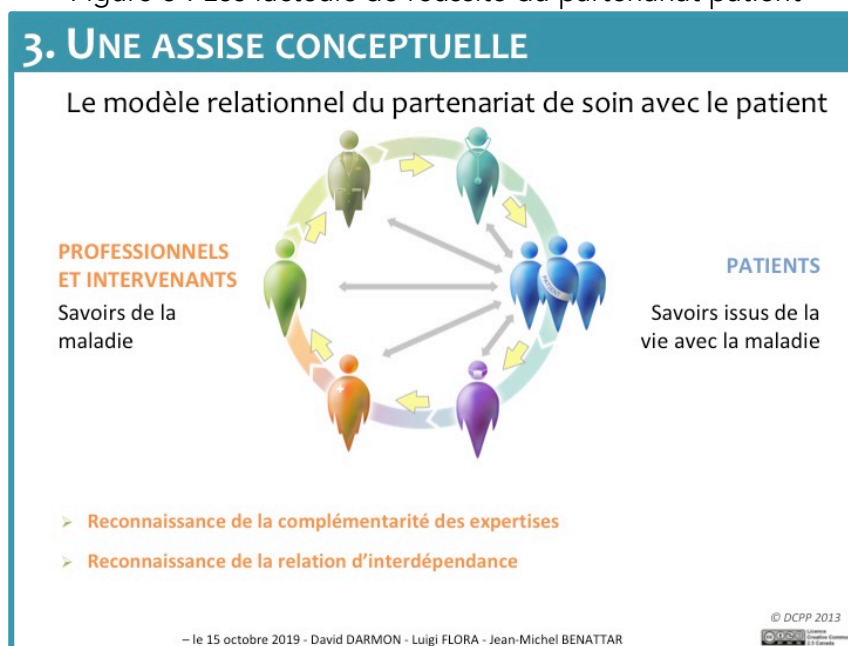 3. UNE ASSISE CONCEPTUELLE
Le modèle relationnel du partenariat de soin avec le patient
PROFESSIONNELS
ET INTERVENANTS
Savoirs de la
maladie
PATIENT
PATIENTS
Savoirs issus de la
vie avec la maladie
➢ Reconnaissance de la complémentarité des expertises
➢ Reconnaissance de la relation d’interdépendance
© DCPP 2013
– le 15 octobre 2019 - David DARMON - Luigi FLORA - Jean-Michel BENATTAR